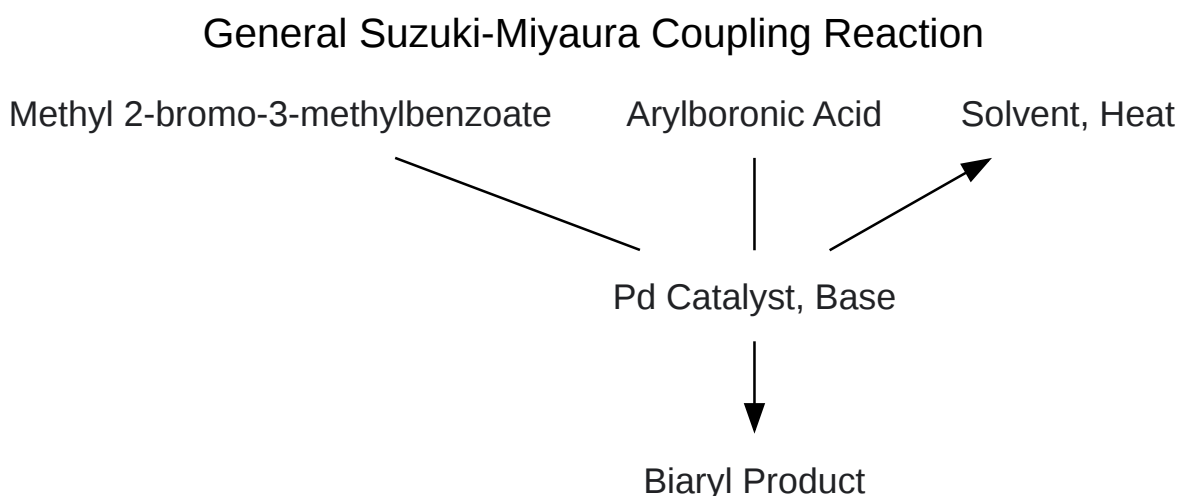 General Suzuki-Miyaura Coupling Reaction
Methyl 2-bromo-3-methylbenzoate Arylboronic Acid Solvent, Heat
Pd Catalyst, Base
Biaryl Product